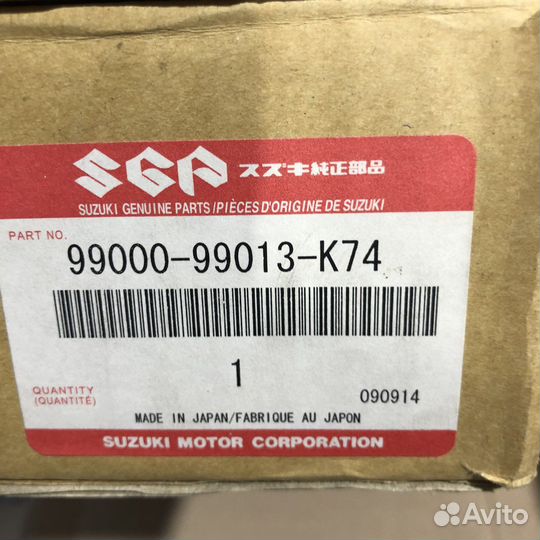 SGP スズキ純正部品
SUZUKI GENUINE PARTS/PIÈCES D'ORIGINE DE SUZUKI
PART NO.
99000-99013-K74
1
QUANTITY
(QUANTITÉ)
090914
MADE IN JAPAN/FABRIQUE AU JAPON
SUZUKI MOTOR CORPORATION
Avito